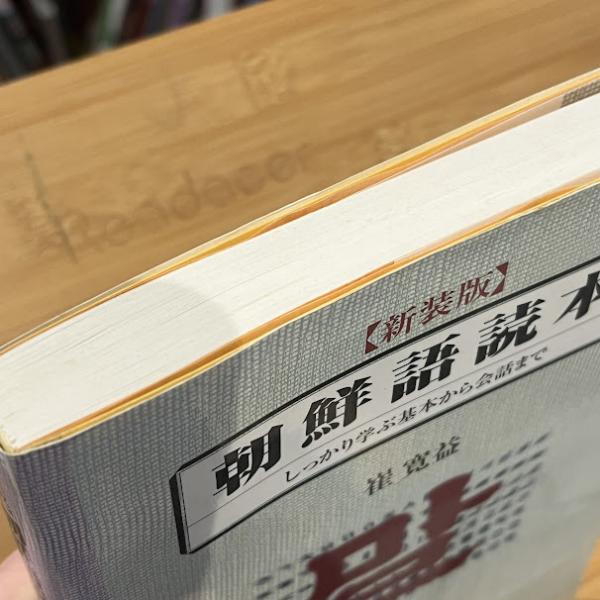 【新装版】
朝鮮語読本
しっかり学ぶ基本から会話まで
崔 寛益